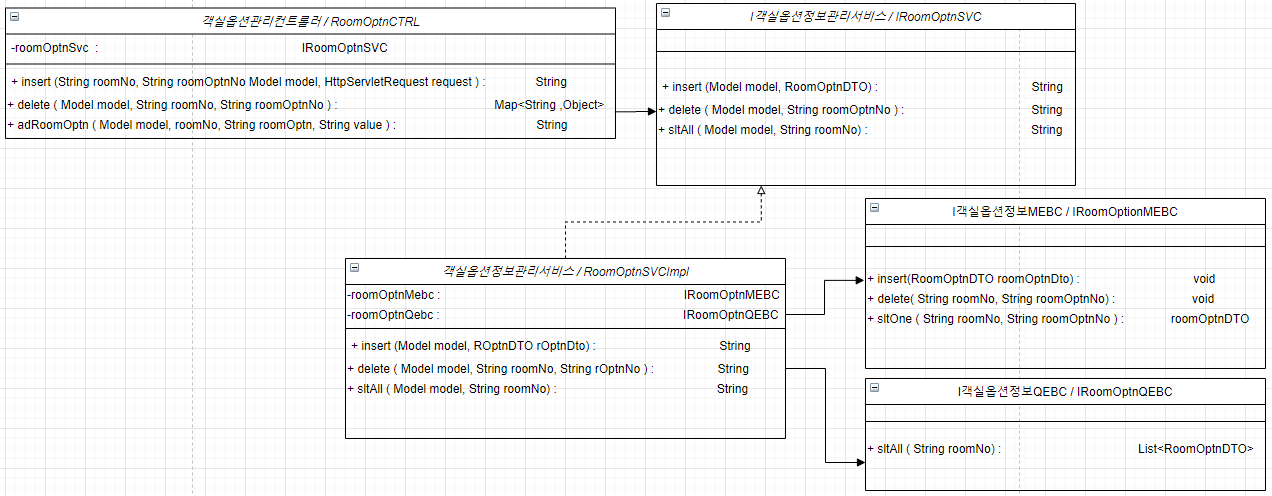 객실옵션관리컨트롤러 / RoomOptnCTRL
-roomOptnSvc : IRoomOptnSVC
+ insert (String roomNo, String roomOptnNo Model model, HttpServletRequest request ) : String
+ delete ( Model model, String roomNo, String roomOptnNo ) : Map<String ,Object>
+ adRoomOptn ( Model model, roomNo, String roomOptn, String value ) : String
I 객실옵션정보관리서비스 / IRoomOptnSVC
+ insert (Model model, RoomOptnDTO) : String
+ delete ( Model model, String roomOptnNo ) : String
+ sltAll ( Model model, String roomNo) : String
객실옵션정보관리서비스 / RoomOptnSVCImpl
-roomOptnMebc : IRoomOptnMEBC
-roomOptnQebc : IRoomOptnQEBC
+ insert (Model model, ROptnDTO rOptnDto) : String
+ delete ( Model model, String roomNo, String rOptnNo ) : String
+ sltAll ( Model model, String roomNo) : String
I객실옵션정보MEBC / IRoomOptionMEBC
+ insert(RoomOptnDTO roomOptnDto) : void
+ delete( String roomNo, String roomOptnNo) : void
+ sltOne ( String roomNo, String roomOptnNo ) : roomOptnDTO
I객실옵션정보QEBC / IRoomOptnQEBC
+ sltAll ( String roomNo) : List<RoomOptnDTO>